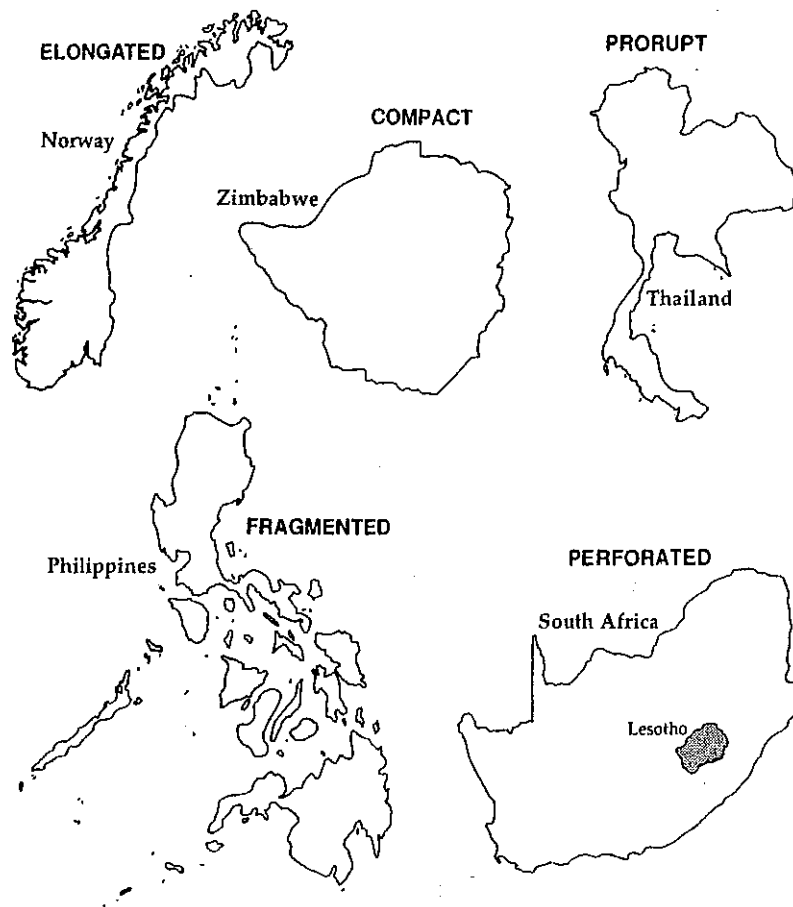 ELONGATED
Norway
COMPACT
Zimbabwe
PRORUPT
Thailand
FRAGMENTED
Philippines
PERFORATED
South Africa
Lesotho